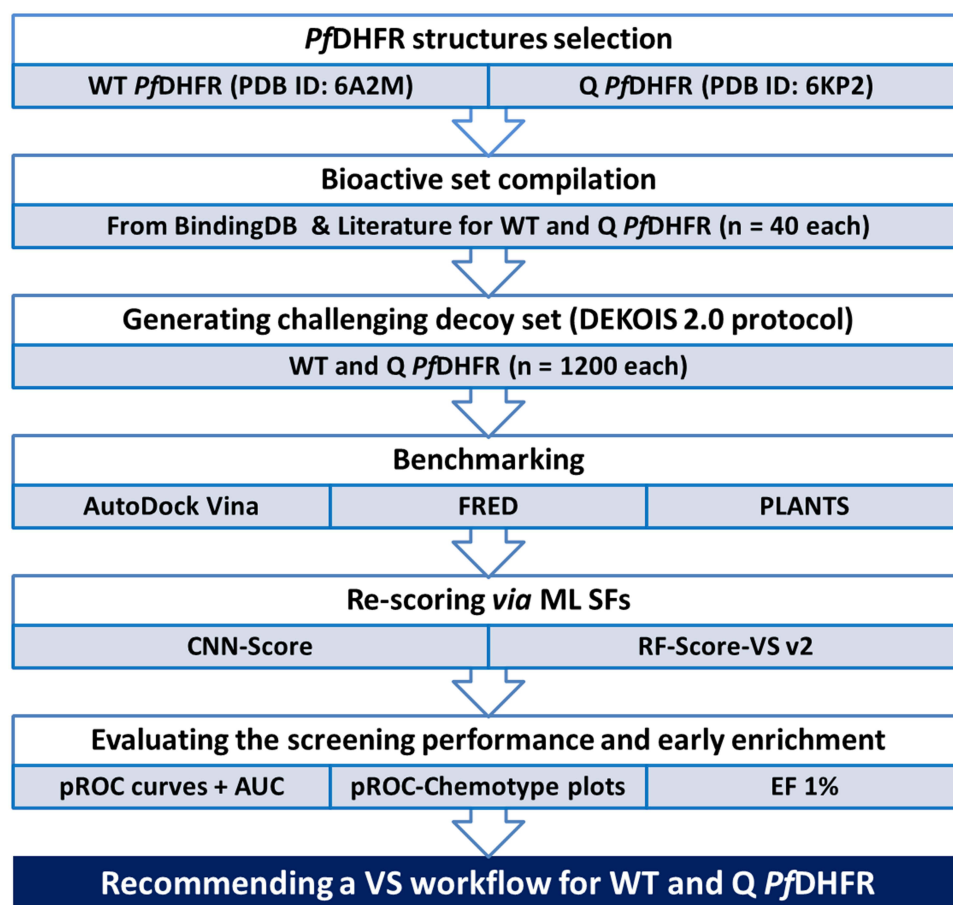 PfDHFR structures selection
WT PfDHFR (PDB ID: 6A2M)
Q PfDHFR (PDB ID: 6KP2)
Bioactive set compilation
From BindingDB & Literature for WT and Q PfDHFR (n = 40 each)
Generating challenging decoy set (DEKOIS 2.0 protocol)
WT and Q PfDHFR (n = 1200 each)
Benchmarking
AutoDock Vina
FRED
PLANTS
Re-scoring via ML SFs
CNN-Score
RF-Score-VS v2
Evaluating the screening performance and early enrichment
pROC curves + AUC
pROC-Chemotype plots
EF 1%
Recommending a VS workflow for WT and Q PfDHFR